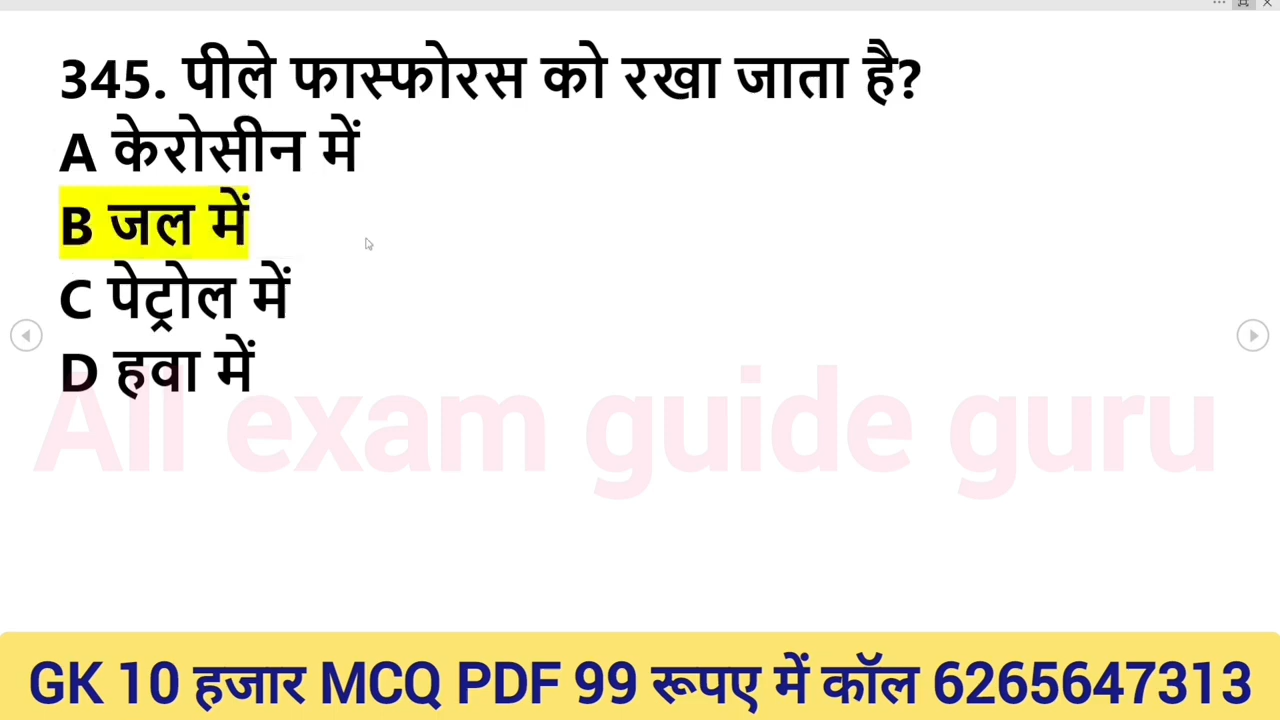 345. पीले फास्फोरस को रखा जाता है?
A केरोसीन में
B जल में
C पेट्रोल में
D हवा में
All exam guide guru
GK 10 हजार MCQ PDF 99 रूपए में कॉल 6265647313